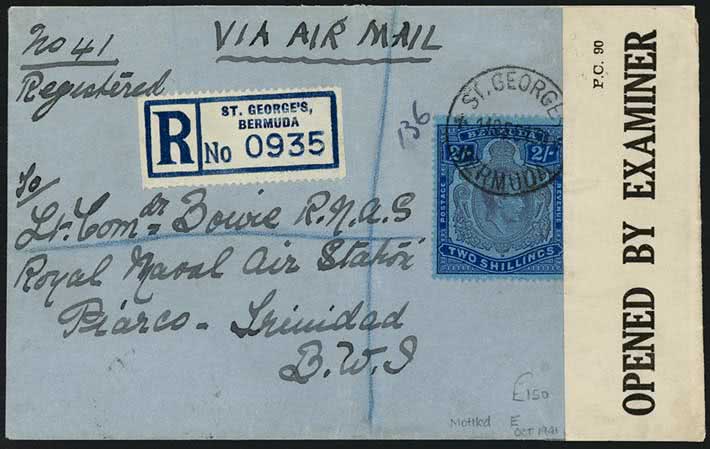 No 41
VIA AIR MAIL
Registered
R
ST. GEORGE'S,
BERMUDA
No 0935
136
ST. GEORGE
BERMUDA
BERMUDA
2/- 2/-
POSTAGE
REVENUE
TWO SHILLINGS
P.C. 90
OPENED BY EXAMINER
To
Lt. Comdr Bowie R.N.A.S
Royal Naval Air Station
Piarco - Trinidad
B.W.I
£150
Mottled E
OCT 1941